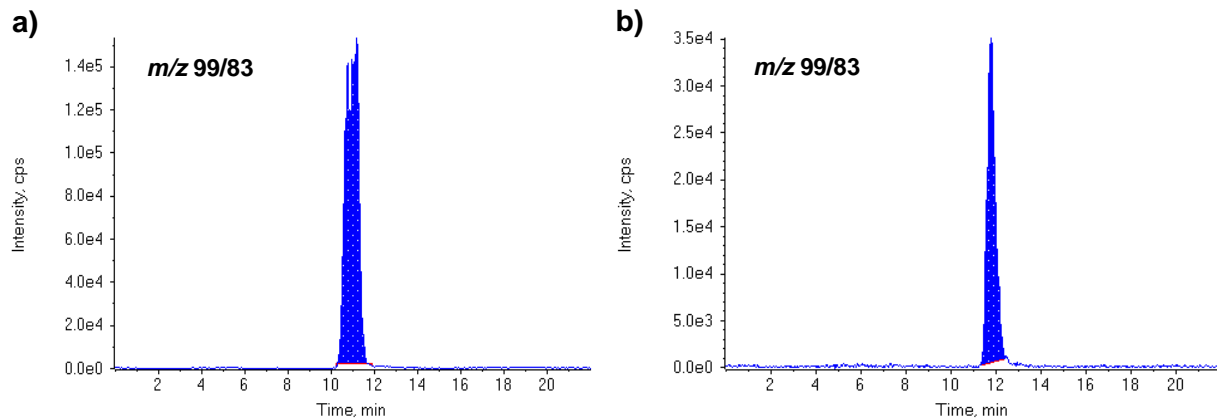 a)
m/z 99/83
Intensity, cps
1.4e5
1.2e5
1.0e5
8.0e4
6.0e4
4.0e4
2.0e4
0.0e0
2 4 6 8 10 12 14 16 18 20
Time, min
b)
m/z 99/83
Intensity, cps
3.5e4
3.0e4
2.5e4
2.0e4
1.5e4
1.0e4
5.0e3
0.0e0
2 4 6 8 10 12 14 16 18 20
Time, min